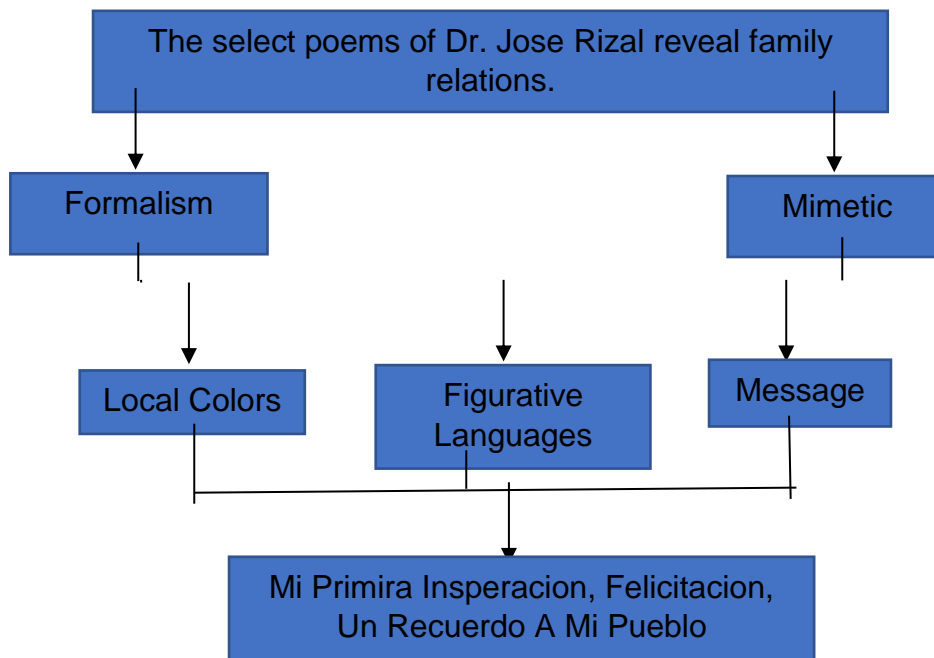 The select poems of Dr. Jose Rizal reveal family
relations.
Formalism
Mimetic
Local Colors
Figurative
Languages
Message
Mi Primira Insperacion, Felicitacion,
Un Recuerdo A Mi Pueblo